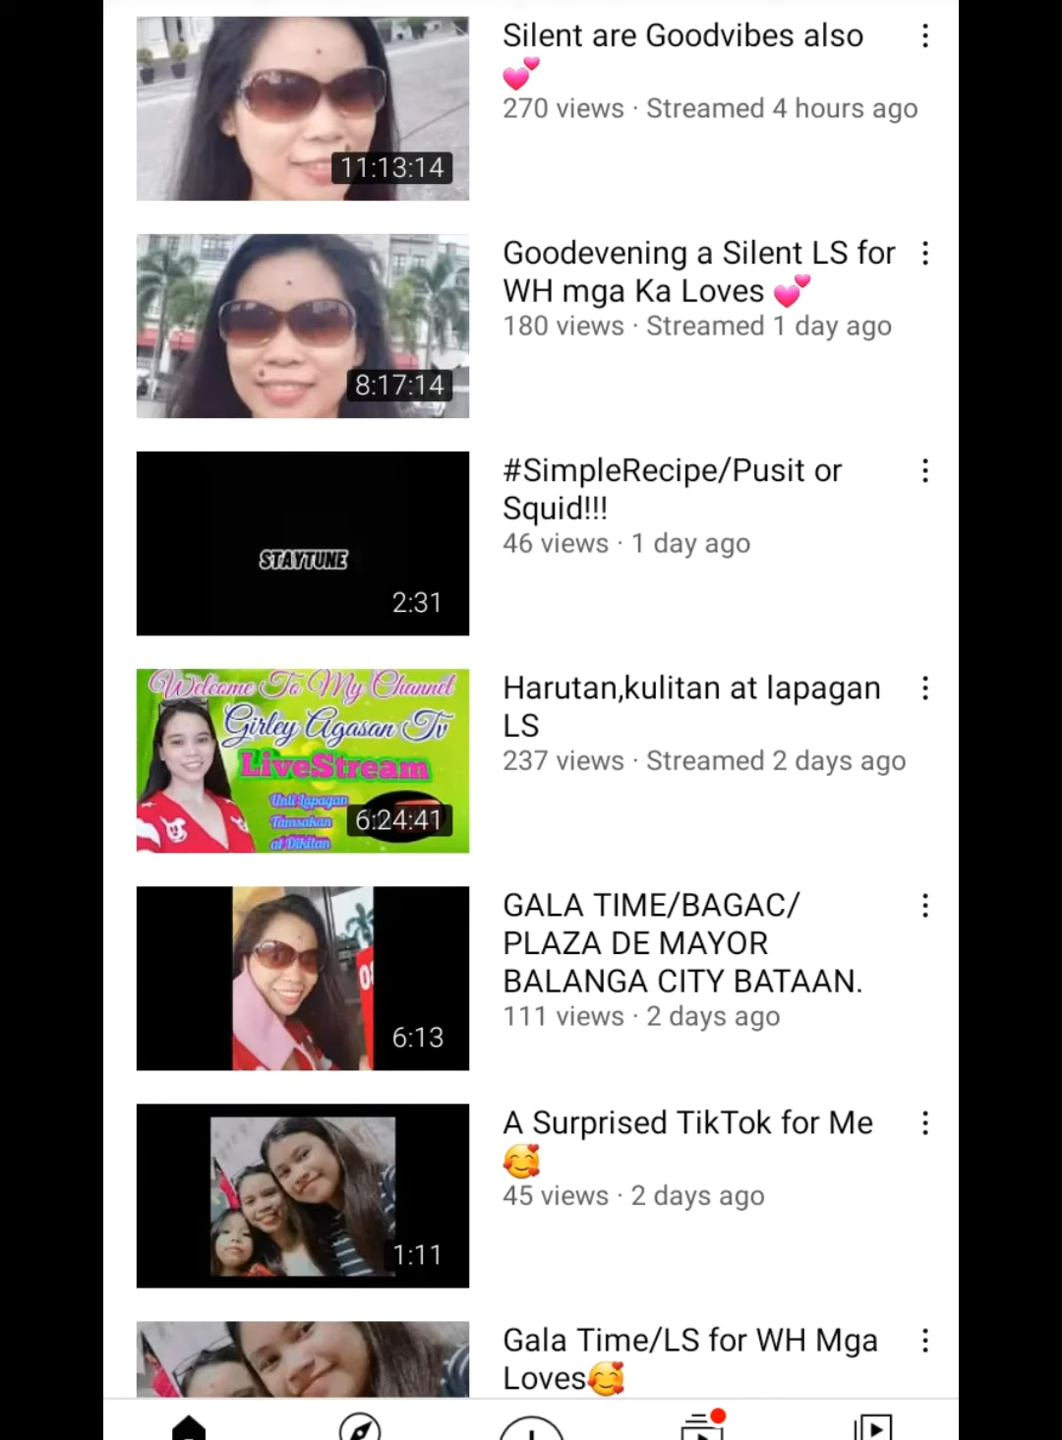 Silent are Goodvibes also
💕
270 views · Streamed 4 hours ago
11:13:14
Goodevening a Silent LS for
WH mga Ka Loves 💕
180 views · Streamed 1 day ago
8:17:14
#SimpleRecipe/Pusit or
Squid!!!
46 views · 1 day ago
STAYTUNE
2:31
Welcome To My Channel
Girley Agasan Tv
LiveStream
Unli Lapagan
Tamsakan
at Dikitan
6:24:41
Harutan,kulitan at lapagan
LS
237 views · Streamed 2 days ago
GALA TIME/BAGAC/
PLAZA DE MAYOR
BALANGA CITY BATAAN.
111 views · 2 days ago
6:13
A Surprised TikTok for Me
🥰
45 views · 2 days ago
1:11
Gala Time/LS for WH Mga
Loves🥰